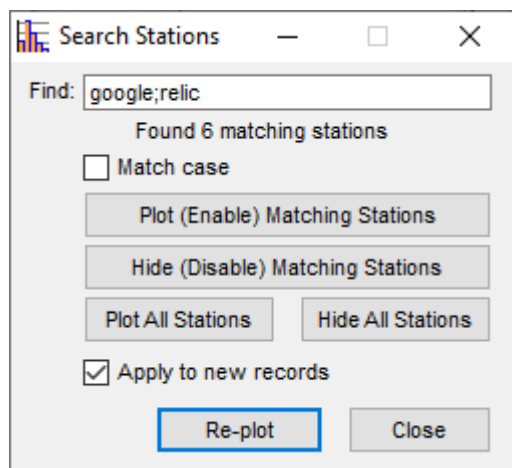 Search Stations
Find: google;relic
Found 6 matching stations
Match case
Plot (Enable) Matching Stations
Hide (Disable) Matching Stations
Plot All Stations Hide All Stations
Apply to new records
Re-plot Close